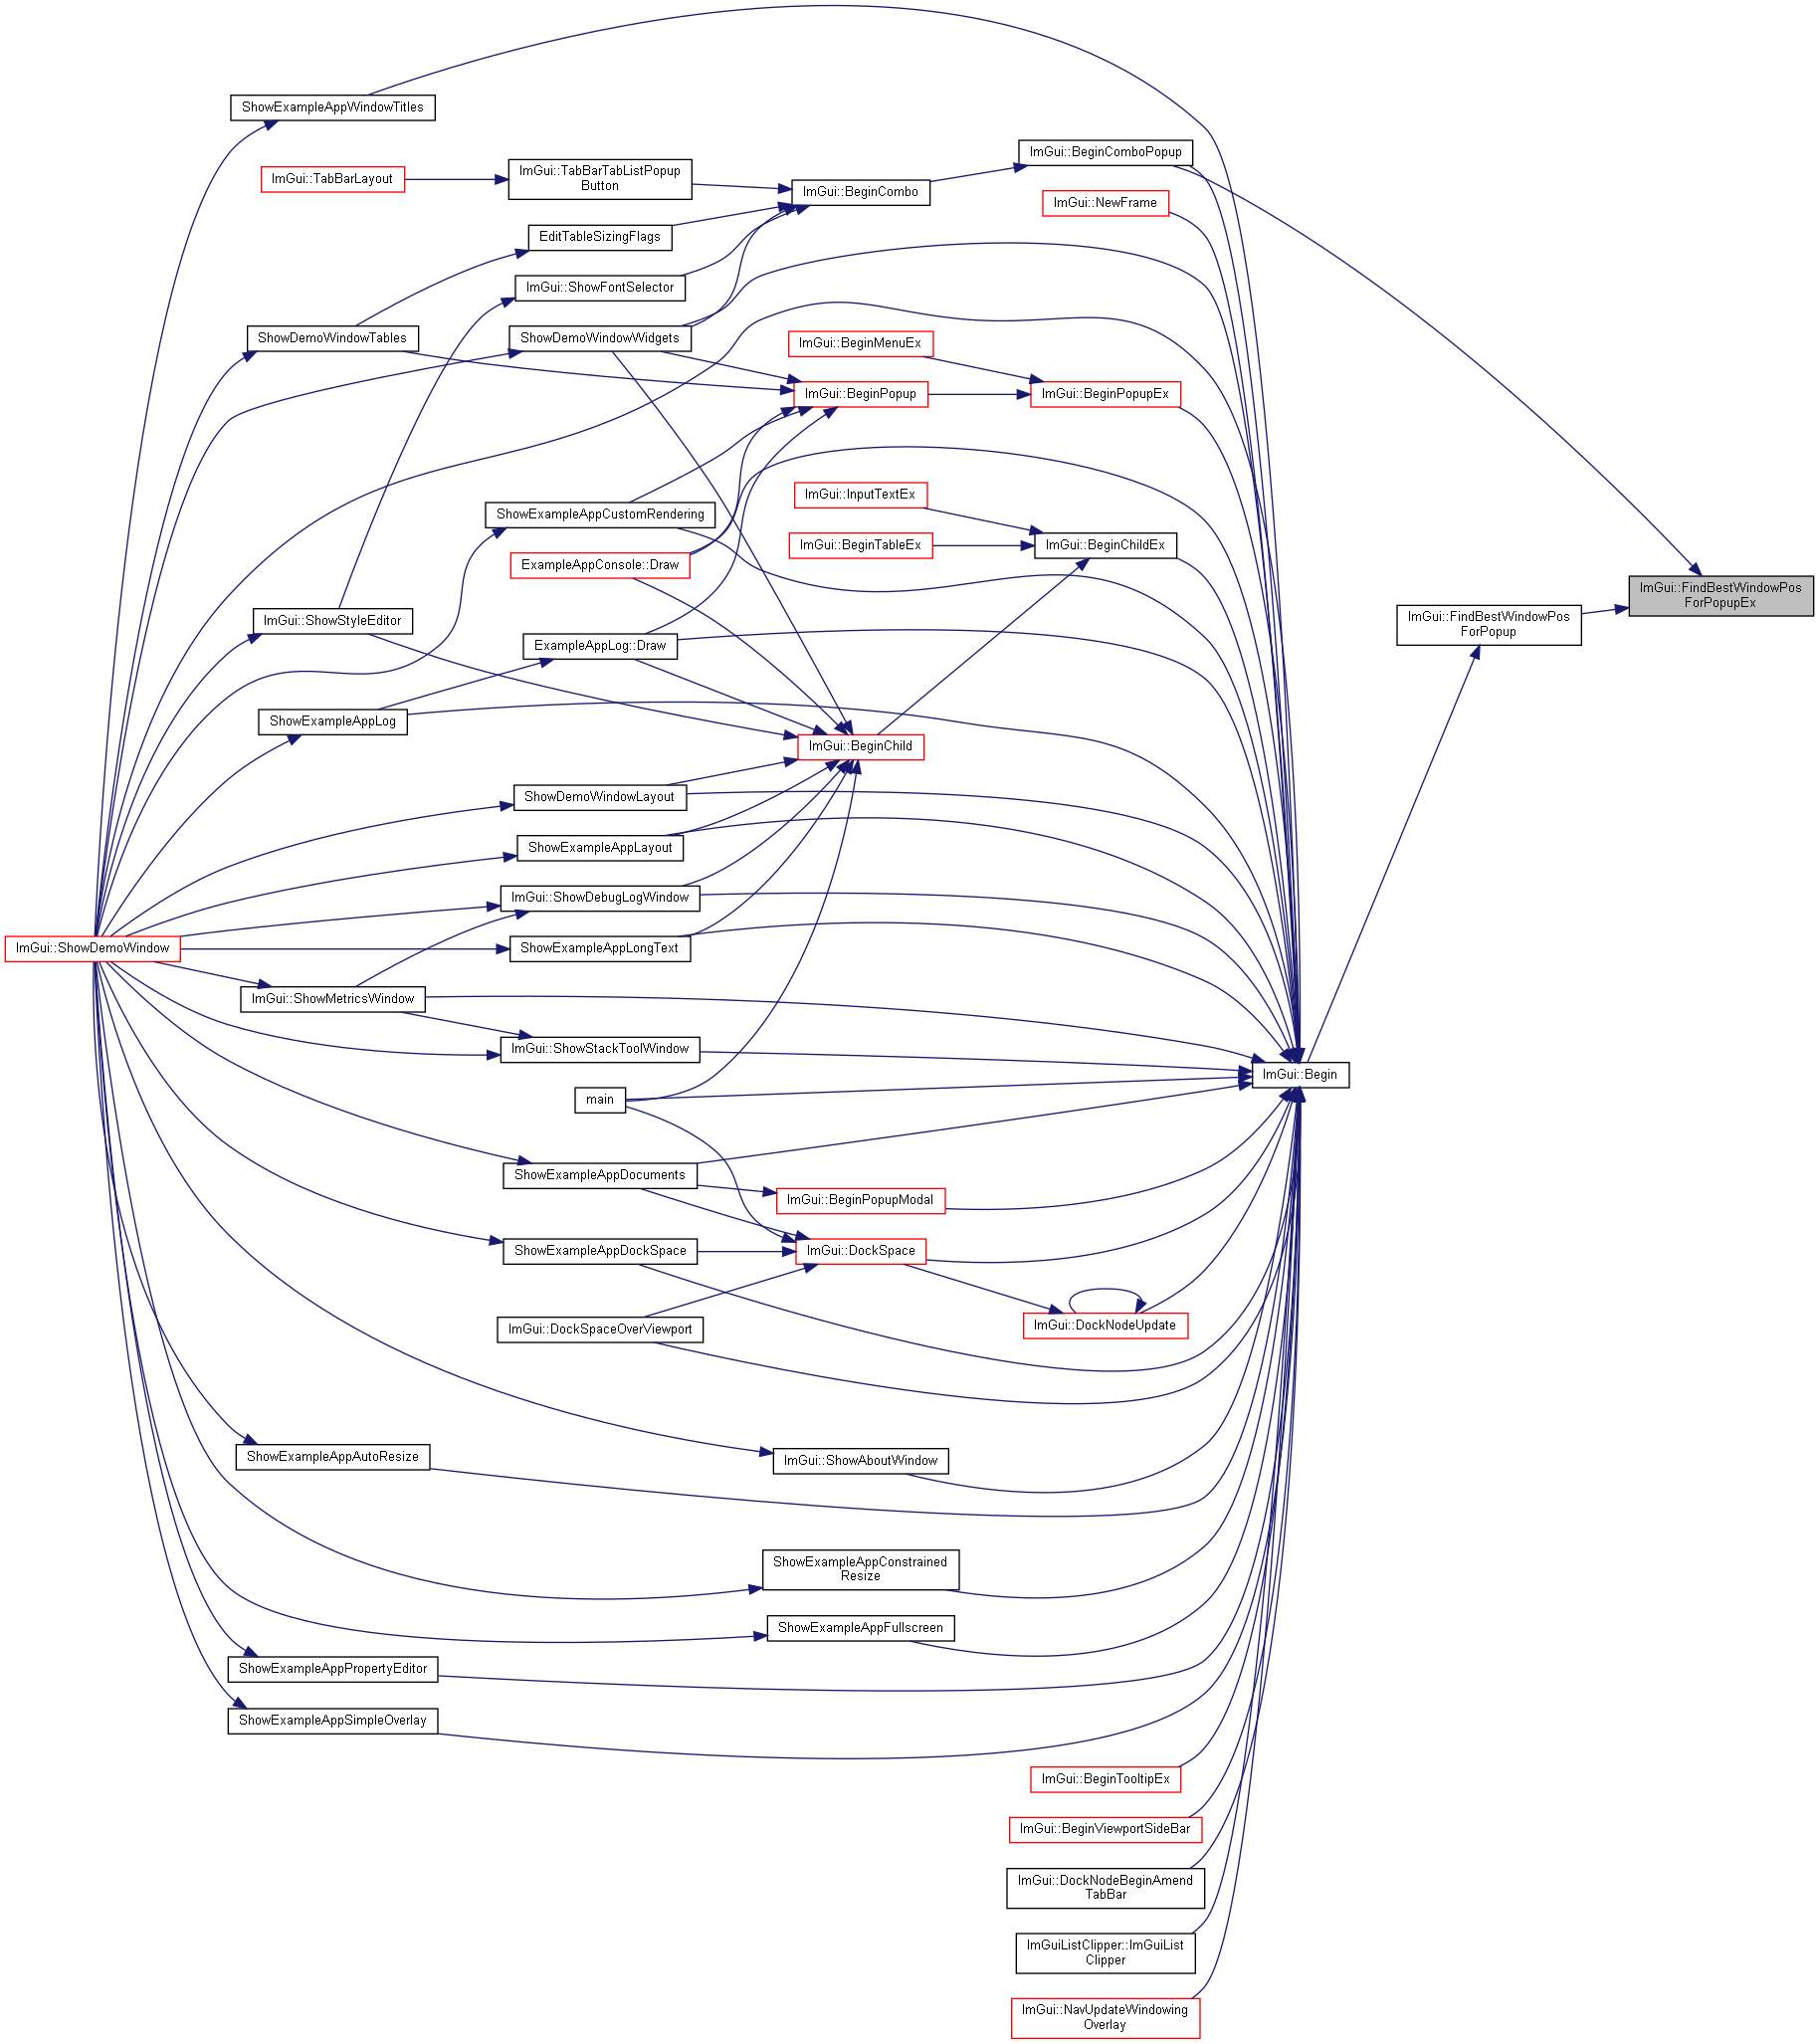 ShowExampleAppWindowTitles
ImGui::BeginComboPopup
ImGui::TabBarLayout
ImGui::TabBarTabListPopup
Button
ImGui::BeginCombo
ImGui::NewFrame
EditTableSizingFlags
ImGui::ShowFontSelector
ShowDemoWindowTables
ShowDemoWindowWidgets
ImGui::BeginMenuEx
ImGui::BeginPopup
ImGui::BeginPopupEx
ImGui::InputTextEx
ShowExampleAppCustomRendering
ImGui::BeginTableEx
ImGui::BeginChildEx
ExampleAppConsole::Draw
ImGui::FindBestWindowPos
ForPopupEx
ImGui::FindBestWindowPos
ForPopup
ImGui::ShowStyleEditor
ExampleAppLog::Draw
ShowExampleAppLog
ImGui::BeginChild
ShowDemoWindowLayout
ShowExampleAppLayout
ImGui::ShowDebugLogWindow
ImGui::ShowDemoWindow
ShowExampleAppLongText
ImGui::ShowMetricsWindow
ImGui::ShowStackToolWindow
ImGui::Begin
main
ShowExampleAppDocuments
ImGui::BeginPopupModal
ShowExampleAppDockSpace
ImGui::DockSpace
ImGui::DockSpaceOverViewport
ImGui::DockNodeUpdate
ShowExampleAppAutoResize
ImGui::ShowAboutWindow
ShowExampleAppConstrained
Resize
ShowExampleAppFullscreen
ShowExampleAppPropertyEditor
ShowExampleAppSimpleOverlay
ImGui::BeginTooltipEx
ImGui::BeginViewportSideBar
ImGui::DockNodeBeginAmend
TabBar
ImGuiListClipper::ImGuiList
Clipper
ImGui::NavUpdateWindowing
Overlay